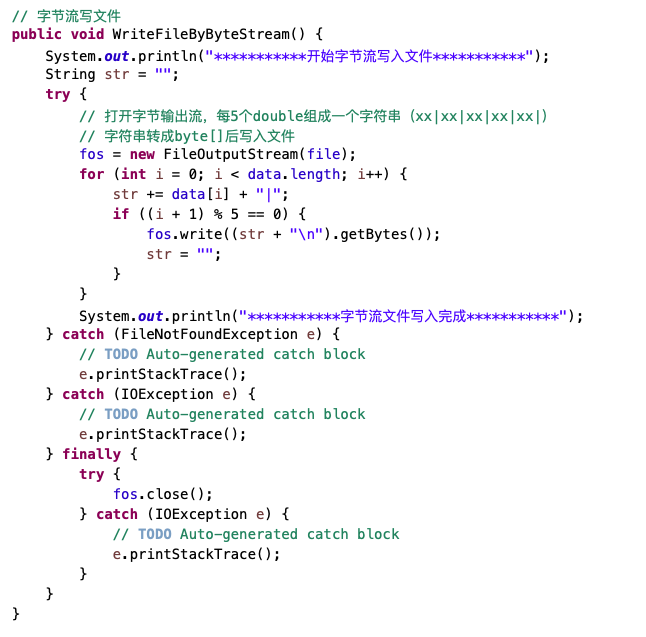 // 字节流写文件
public void WriteFileByByteStream() {
    System.out.println("***********开始字节流写入文件***********");
    String str = "";
    try {
        // 打开字节输出流，每5个double组成一个字符串（xx|xx|xx|xx|xx|）
        // 字符串转成byte[]后写入文件
        fos = new FileOutputStream(file);
        for (int i = 0; i < data.length; i++) {
            str += data[i] + "|";
            if ((i + 1) % 5 == 0) {
                fos.write((str + "\n").getBytes());
                str = "";
            }
        }
        System.out.println("***********字节流文件写入完成***********");
    } catch (FileNotFoundException e) {
        // TODO Auto-generated catch block
        e.printStackTrace();
    } catch (IOException e) {
        // TODO Auto-generated catch block
        e.printStackTrace();
    } finally {
        try {
            fos.close();
        } catch (IOException e) {
            // TODO Auto-generated catch block
            e.printStackTrace();
        }
    }
}